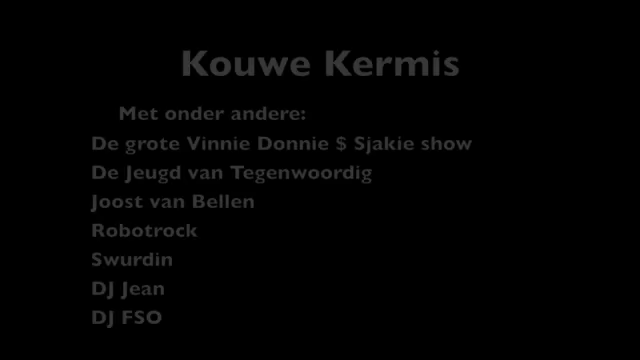 Kouwe Kermis
Met onder andere:
De grote Vinnie Donnie $ Sjakie show
De Jeugd van Tegenwoordig
Joost van Bellen
Robotrock
Swurdin
DJ Jean
DJ FSO